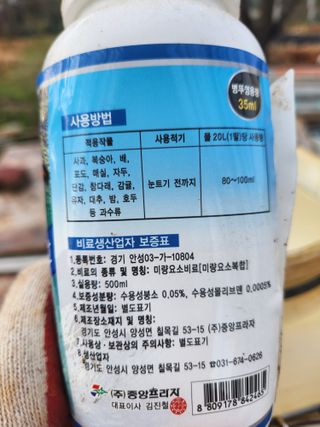 병뚜껑용량
35ml
사용방법
적용작물 사용적기 물 20L(1말)당 사용량
사과, 복숭아, 배,
포도, 매실, 자두,
단감, 참다래, 감귤,
유자, 대추, 밤, 호두
등 과수류
눈트기 전까지 80~100ml
비료생산업자 보증표
1.등록번호: 경기 안성03-가-10804
2.비료의 종류 및 명칭: 미량요소비료[미량요소복합]
3.실용량: 500ml
4.보증성분량: 수용성붕소 0,05%, 수용성몰리브덴 0,0005%
5.제조년월일: 별도표기
6.제조장소재지 및 명칭:
경기도 안성시 양성면 칠목길 53-15 (주)중앙프라자
7.사용상·보관상의 주의사항: 별도표기
8.생산업자
경기도 안성시 양성면 칠목길 53-15 ☎031-674-0626
(주)중앙프라자
대표이사 김진철
8 809178 842465